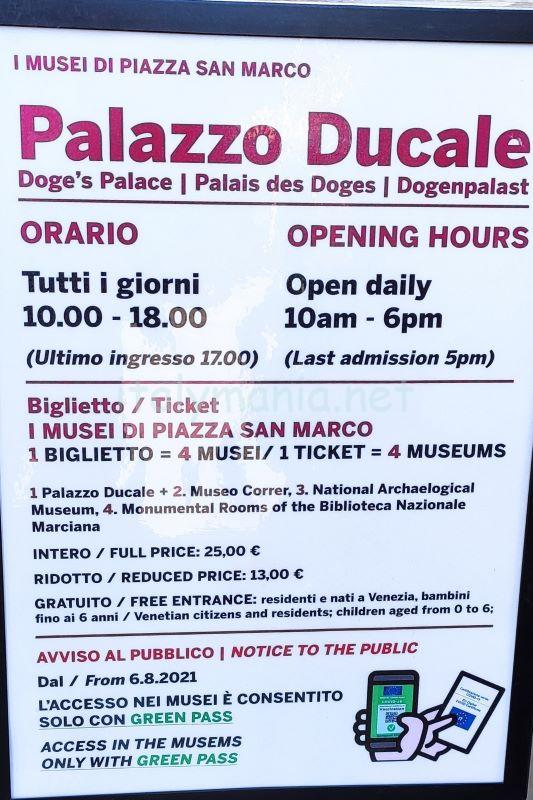 I MUSEI DI PIAZZA SAN MARCO
Palazzo Ducale
Doge's Palace | Palais des Doges | Dogenpalast
ORARIO
Tutti i giorni
10.00 - 18.00
(Ultimo ingresso 17.00)
OPENING HOURS
Open daily
10am - 6pm
(Last admission 5pm)
italymania.net
Biglietto / Ticket
I MUSEI DI PIAZZA SAN MARCO
1 BIGLIETTO = 4 MUSEI/ 1 TICKET = 4 MUSEUMS
1 Palazzo Ducale + 2. Museo Correr, 3. National Archaelogical
Museum, 4. Monumental Rooms of the Biblioteca Nazionale
Marciana
INTERO / FULL PRICE: 25,00 €
RIDOTTO / REDUCED PRICE: 13,00 €
GRATUITO / FREE ENTRANCE: residenti e nati a Venezia, bambini
fino ai 6 anni / Venetian citizens and residents; children aged from 0 to 6;
AVVISO AL PUBBLICO | NOTICE TO THE PUBLIC
Dal / From 6.8.2021
L'ACCESSO NEI MUSEI È CONSENTITO
SOLO CON GREEN PASS
ACCESS IN THE MUSEMS
ONLY WITH GREEN PASS